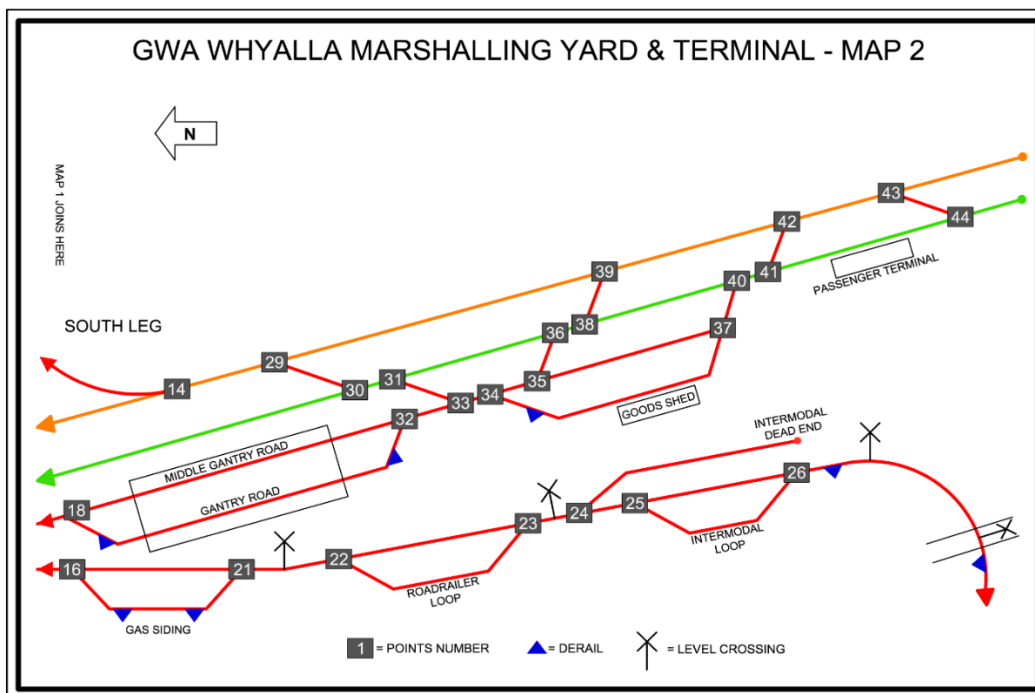 GWA WHYALLA MARSHALLING YARD & TERMINAL - MAP 2
N
MAP 1 JOINS HERE
43
44
42
41
PASSENGER TERMINAL
39
40
38
36
37
SOUTH LEG
29
14
31
30
35
34
33
32
GOODS SHED
INTERMODAL
DEAD END
MIDDLE GANTRY ROAD
GANTRY ROAD
18
26
25
24
23
INTERMODAL
LOOP
22
21
16
ROADRAILER
LOOP
GAS SIDING
1 = POINTS NUMBER
= DERAIL
= LEVEL CROSSING